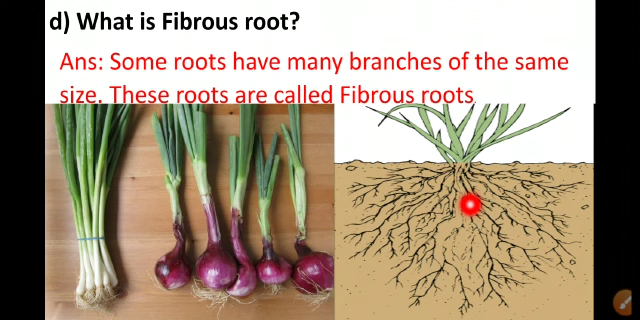 d) What is Fibrous root?
Ans: Some roots have many branches of the same
size. These roots are called Fibrous roots